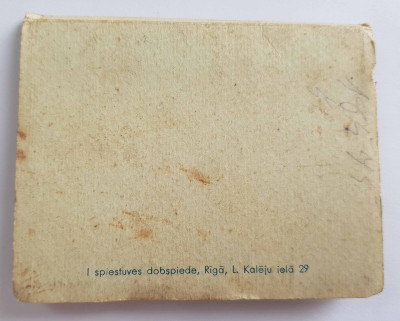 I spiestuves dobspiede, Rīgā, L. Kalēju ielā 29